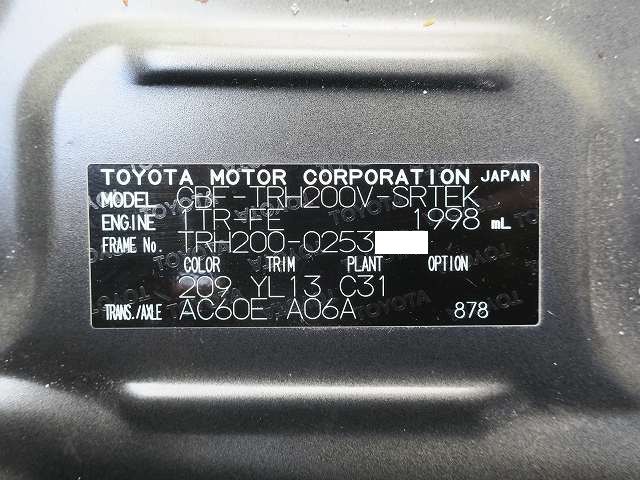 TOYOTA MOTOR CORPORATION JAPAN
MODEL CBF-TRH200V-SRTEK
ENGINE 1TR-FE 1998 mL
FRAME No. TRH200-0253
COLOR TRIM PLANT OPTION
209 YL13 C31
TRANS./AXLE AC60E A06A 878